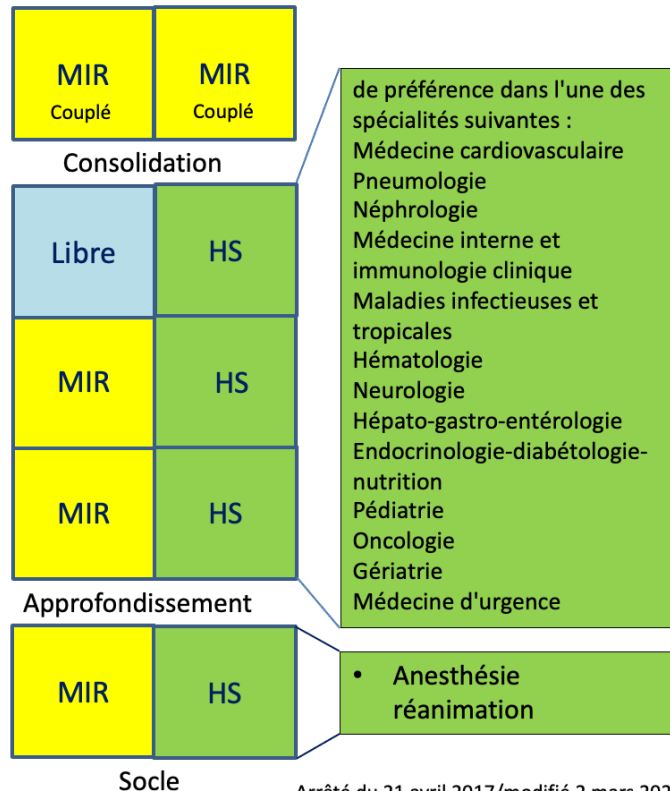 MIR
Couplé
MIR
Couplé
Consolidation
Libre
HS
MIR
HS
MIR
HS
Approfondissement
MIR
HS
Socle
de préférence dans l'une des
spécialités suivantes :
Médecine cardiovasculaire
Pneumologie
Néphrologie
Médecine interne et
immunologie clinique
Maladies infectieuses et
tropicales
Hématologie
Neurologie
Hépato-gastro-entérologie
Endocrinologie-diabétologie-
nutrition
Pédiatrie
Oncologie
Gériatrie
Médecine d'urgence
• Anesthésie
réanimation
Arrêté du 21 avril 2017/modifié 2 mars